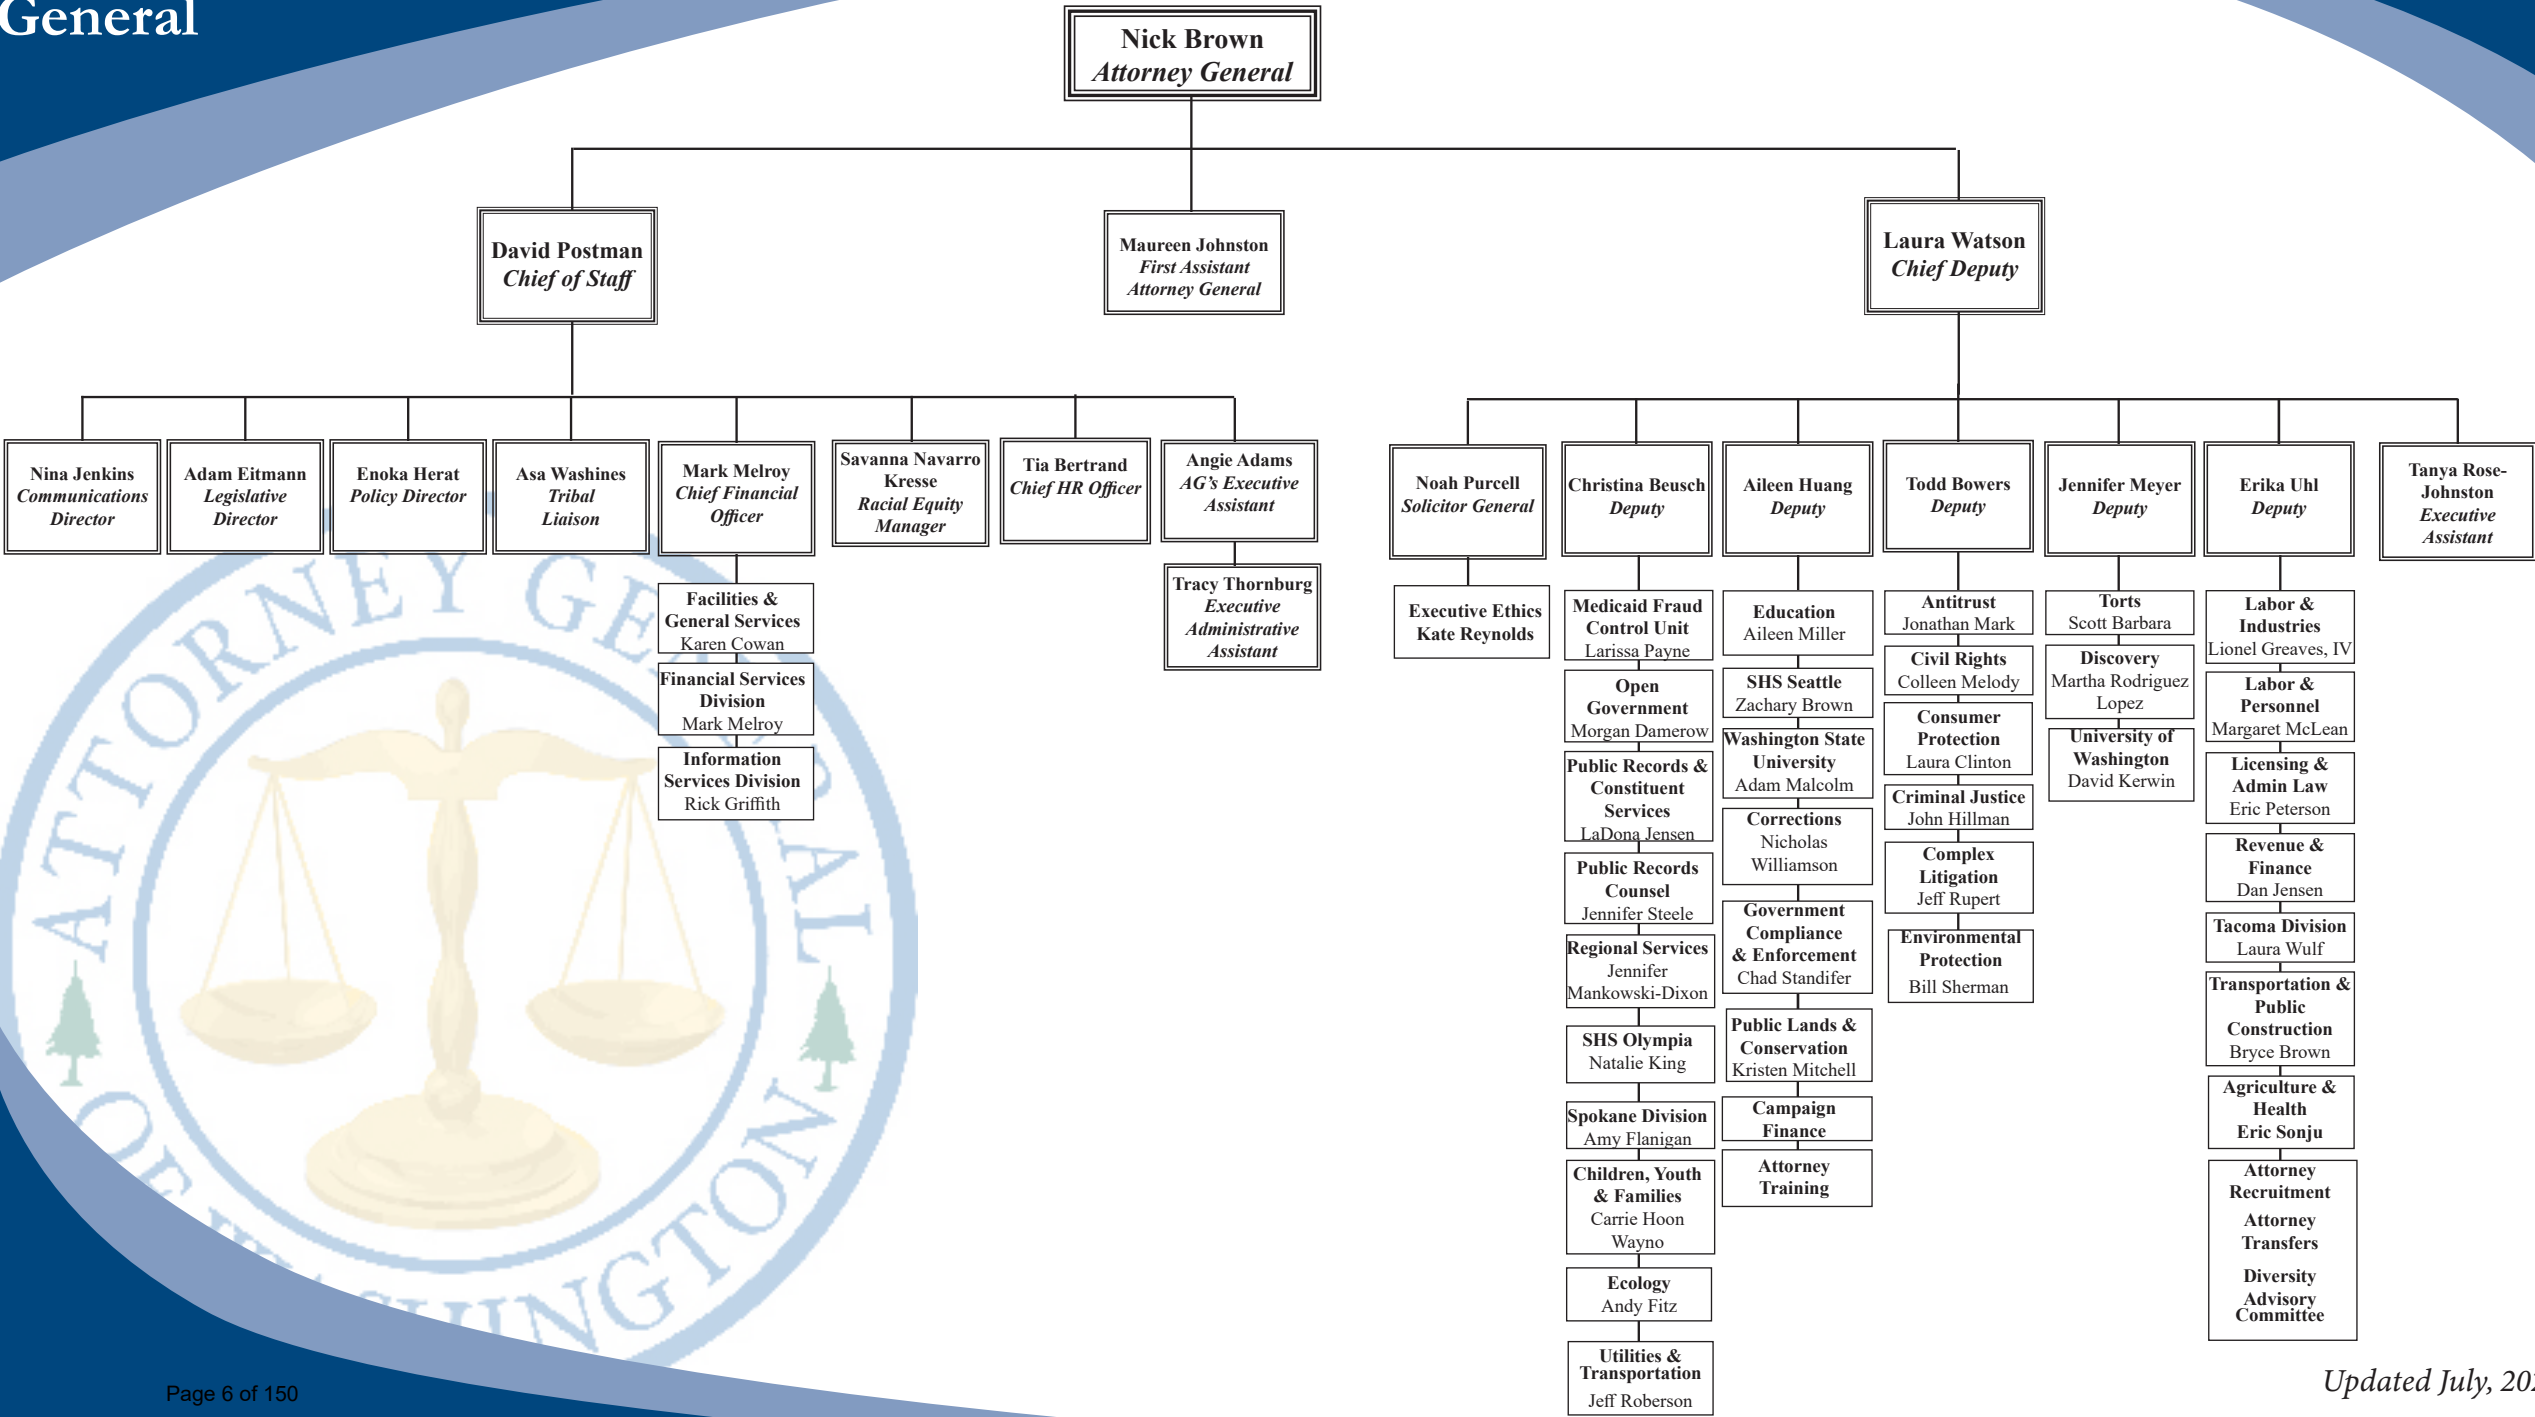 General
Nick Brown
Attorney General
David Postman
Chief of Staff
Maureen Johnston
First Assistant
Attorney General
Laura Watson
Chief Deputy
Nina Jenkins
Communications
Director
Adam Eitmann
Legislative
Director
Enoka Herat
Policy Director
Asa Washines
Tribal
Liaison
Mark Melroy
Chief Financial
Officer
Savanna Navarro
Kresse
Racial Equity
Manager
Tia Bertrand
Chief HR Officer
Angie Adams
AG's Executive
Assistant
Noah Purcell
Solicitor General
Christina Beusch
Deputy
Aileen Huang
Deputy
Todd Bowers
Deputy
Jennifer Meyer
Deputy
Erika Uhl
Deputy
Tanya Rose-
Johnston
Executive
Assistant
Facilities &
General Services
Karen Cowan
Financial Services
Division
Mark Melroy
Information
Services Division
Rick Griffith
Tracy Thornburg
Executive
Administrative
Assistant
Executive Ethics
Kate Reynolds
Medicaid Fraud
Control Unit
Larissa Payne
Open
Government
Morgan Damerow
Public Records &
Constituent
Services
LaDona Jensen
Public Records
Counsel
Jennifer Steele
Regional Services
Jennifer
Mankowski-Dixon
SHS Olympia
Natalie King
Spokane Division
Amy Flanigan
Children, Youth
& Families
Carrie Hoon
Wayno
Ecology
Andy Fitz
Utilities &
Transportation
Jeff Roberson
Education
Aileen Miller
SHS Seattle
Zachary Brown
Washington State
University
Adam Malcolm
Corrections
Nicholas
Williamson
Government
Compliance
& Enforcement
Chad Standifer
Public Lands &
Conservation
Kristen Mitchell
Campaign
Finance
Attorney
Training
Antitrust
Jonathan Mark
Civil Rights
Colleen Melody
Consumer
Protection
Laura Clinton
Criminal Justice
John Hillman
Complex
Litigation
Jeff Rupert
Environmental
Protection
Bill Sherman
Torts
Scott Barbara
Discovery
Martha Rodriguez
Lopez
University of
Washington
David Kerwin
Labor &
Industries
Lionel Greaves, IV
Labor &
Personnel
Margaret McLean
Licensing &
Admin Law
Eric Peterson
Revenue &
Finance
Dan Jensen
Tacoma Division
Laura Wulf
Transportation &
Public
Construction
Bryce Brown
Agriculture &
Health
Eric Sonju
Attorney
Recruitment
Attorney
Transfers
Diversity
Advisory
Committee
ATTORNEY GENERAL
OF WASHINGTON
Page 6 of 150
Updated July,